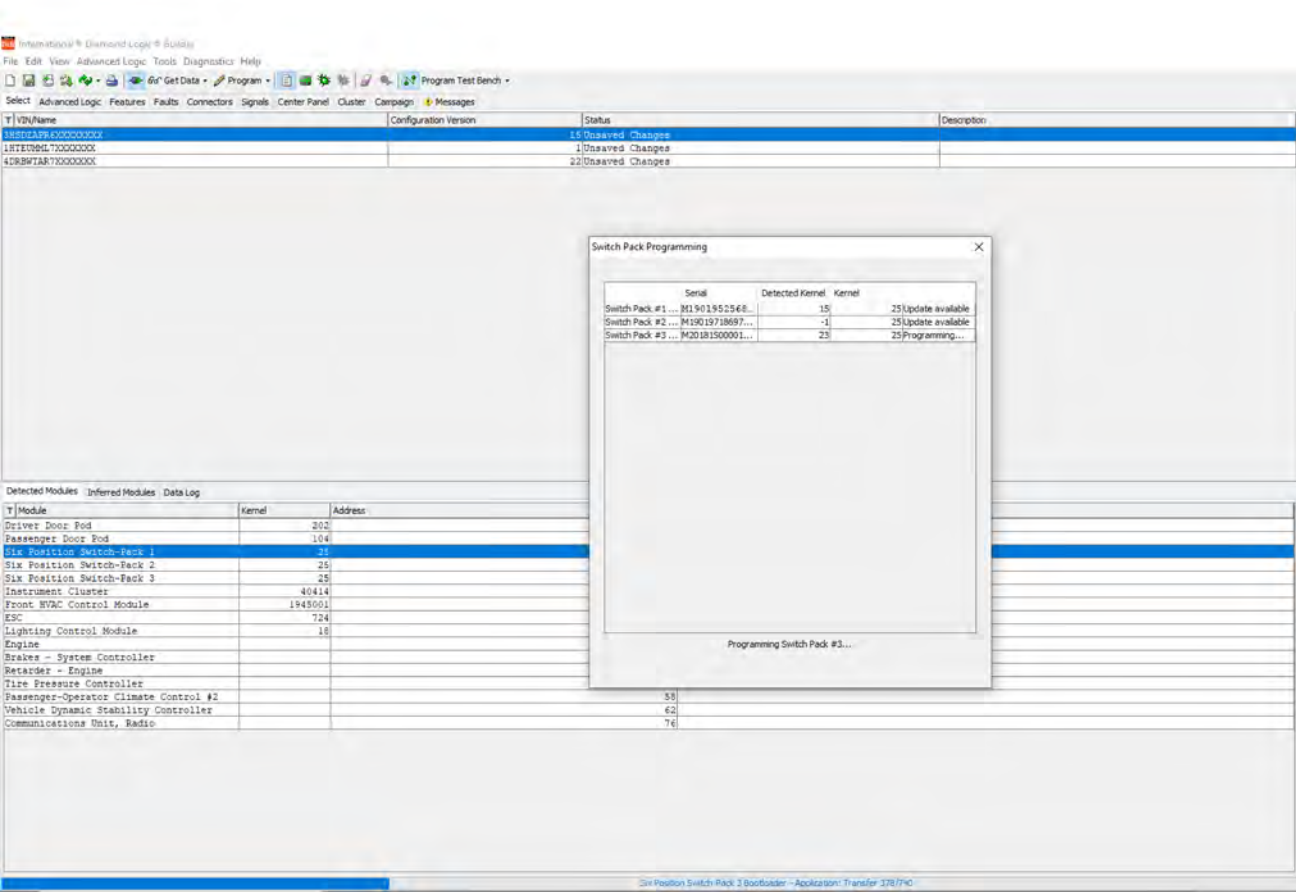 International ® Diamond Logic ® Builder
File Edit View Advanced Logic Tools Diagnostics Help
Get Data Program Program Test Bench
Select Advanced Logic Features Faults Connectors Signals Center Panel Cluster Campaign Messages
T VIN/Name Configuration Version Status Description
15 Unsaved Changes
1 Unsaved Changes
22 Unsaved Changes
Switch Pack Programming
Serial Detected Kernel Kernel
Switch Pack #1 ... M1901952568... 15 25 Update available
Switch Pack #2 ... M19019718697... -1 25 Update available
Switch Pack #3 ... M20181500001... 23 25 Programming...
Programming Switch Pack #3...
Detected Modules Inferred Modules Data Log
T Module Kernel Address
Driver Door Pod 202
Passenger Door Pod 104
Six Position Switch-Pack 1 25
Six Position Switch-Pack 2 25
Six Position Switch-Pack 3 25
Instrument Cluster 40414
Front HVAC Control Module 1945001
ESC 724
Lighting Control Module 18
Engine
Brakes - System Controller
Retarder - Engine
Tire Pressure Controller
Passenger-Operator Climate Control #2 58
Vehicle Dynamic Stability Controller 62
Communications Unit, Radio 76
Six Position Switch Pack 3 Bootloader - Application: Transfer